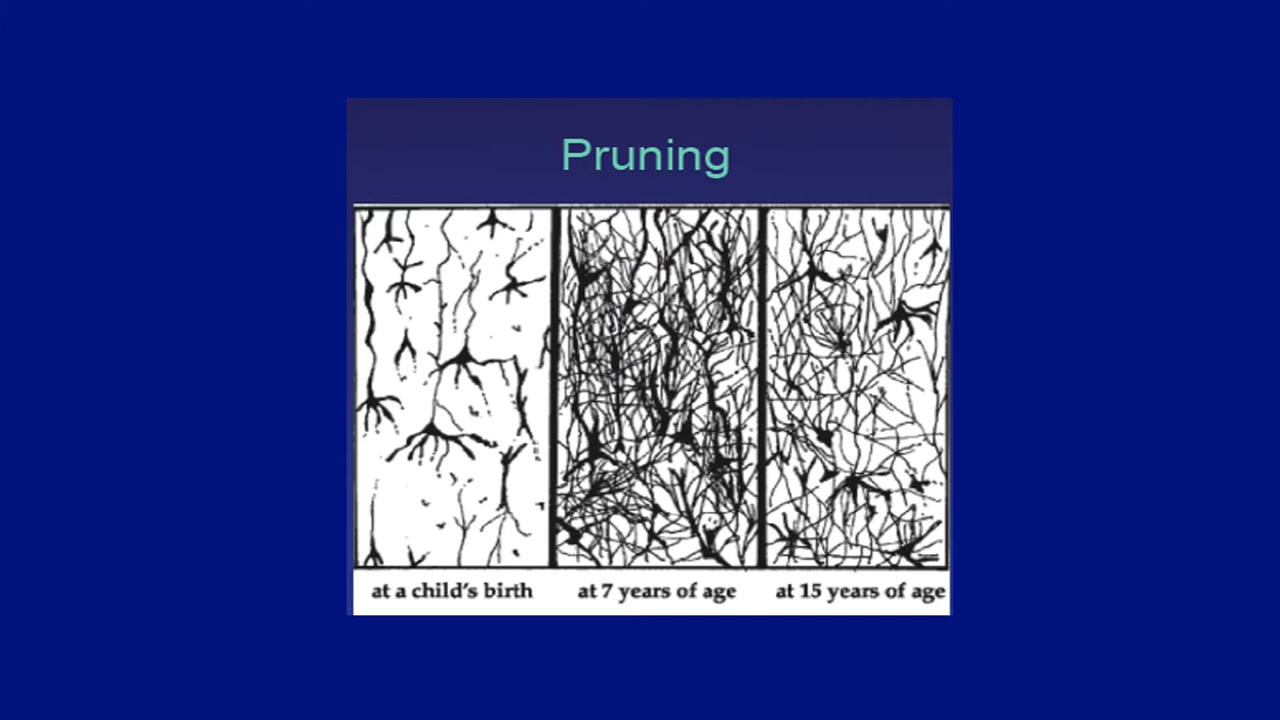 Pruning
at a child's birth
at 7 years of age
at 15 years of age